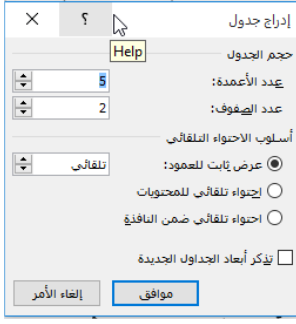 إدراج جدول ؟
Help
حجم الجدول
عدد الأعمدة: 5
عدد الصفوف: 2
أسلوب الاحتواء التلقائي
عرض ثابت للعمود: تلقائي
احتواء تلقائي للمحتويات
احتواء تلقائي ضمن النافذة
تذكر أبعاد الجداول الجديدة
موافق إلغاء الأمر